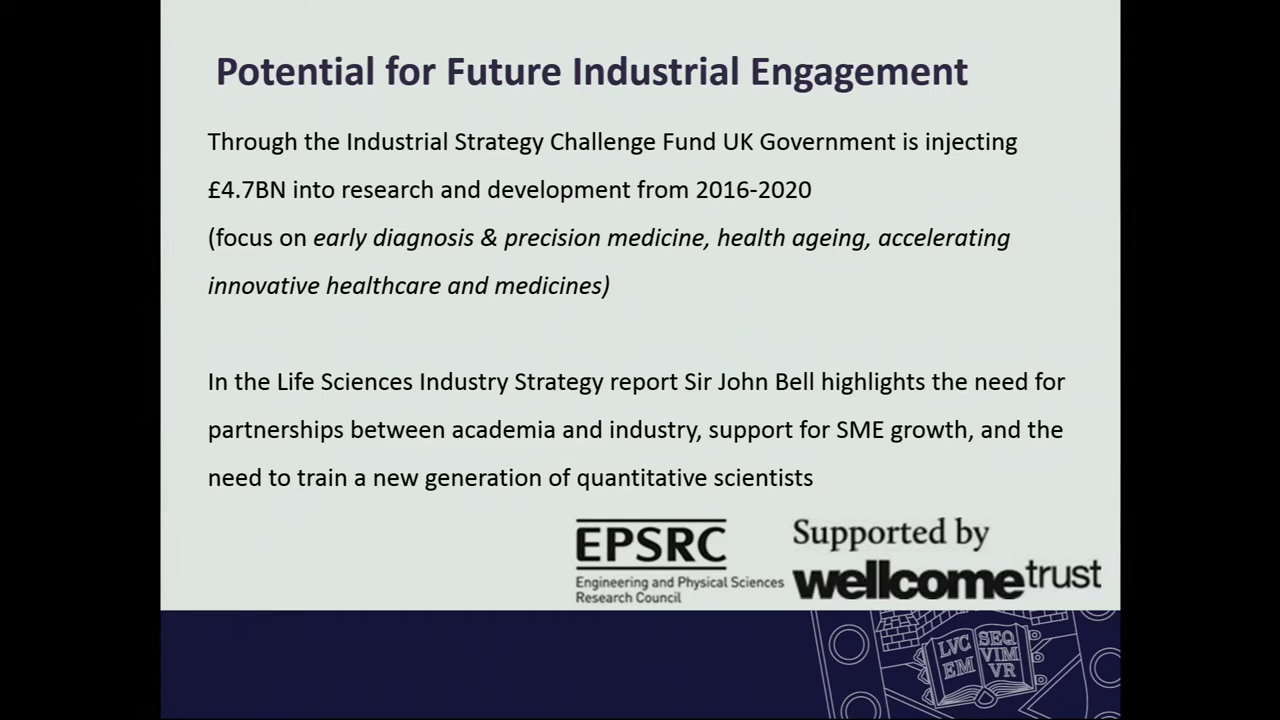 Potential for Future Industrial Engagement
Through the Industrial Strategy Challenge Fund UK Government is injecting
£4.7BN into research and development from 2016-2020
(focus on early diagnosis & precision medicine, health ageing, accelerating
innovative healthcare and medicines)
In the Life Sciences Industry Strategy report Sir John Bell highlights the need for
partnerships between academia and industry, support for SME growth, and the
need to train a new generation of quantitative scientists
EPSRC
Engineering and Physical Sciences
Research Council
Supported by
wellcometrust
LVC
EM
SEQ
VIM
VR